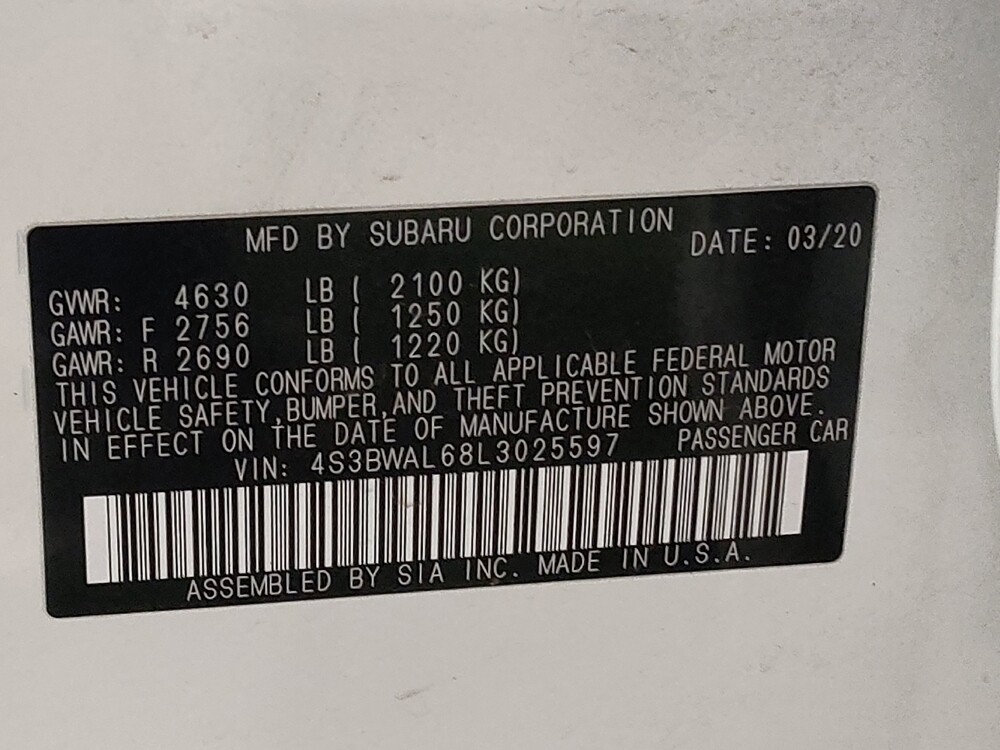 MFD BY SUBARU CORPORATION DATE: 03/20
GVWR: 4630 LB ( 2100 KG)
GAWR: F 2756 LB ( 1250 KG)
GAWR: R 2690 LB ( 1220 KG)
THIS VEHICLE CONFORMS TO ALL APPLICABLE FEDERAL MOTOR
VEHICLE SAFETY,BUMPER,AND THEFT PREVENTION STANDARDS
IN EFFECT ON THE DATE OF MANUFACTURE SHOWN ABOVE.
VIN: 4S3BWAL68L3025597 PASSENGER CAR
ASSEMBLED BY SIA INC. MADE IN U.S.A.